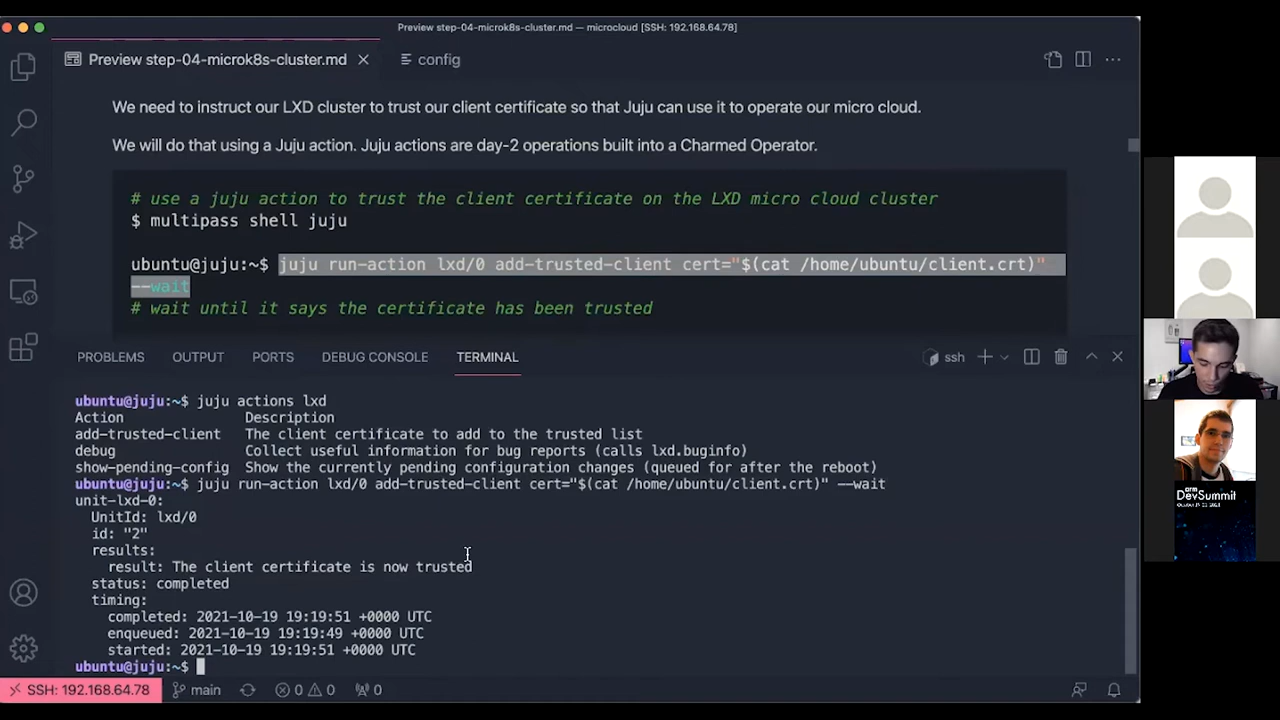 Preview step-04-microk8s-cluster.md — microcloud [SSH: 192.168.64.78]
Preview step-04-microk8s-cluster.md
config
We need to instruct our LXD cluster to trust our client certificate so that Juju can use it to operate our micro cloud.
We will do that using a Juju action. Juju actions are day-2 operations built into a Charmed Operator.
# use a juju action to trust the client certificate on the LXD micro cloud cluster
$ multipass shell juju
ubuntu@juju:~$ juju run-action lxd/0 add-trusted-client cert="$(cat /home/ubuntu/client.crt)"
--wait
# wait until it says the certificate has been trusted
PROBLEMS OUTPUT PORTS DEBUG CONSOLE TERMINAL ssh
ubuntu@juju:~$ juju actions lxd
Action Description
add-trusted-client The client certificate to add to the trusted list
debug Collect useful information for bug reports (calls lxd.buginfo)
show-pending-config Show the currently pending configuration changes (queued for after the reboot)
ubuntu@juju:~$ juju run-action lxd/0 add-trusted-client cert="$(cat /home/ubuntu/client.crt)" --wait
unit-lxd-0:
UnitId: lxd/0
id: "2"
results:
result: The client certificate is now trusted
status: completed
timing:
completed: 2021-10-19 19:19:51 +0000 UTC
enqueued: 2021-10-19 19:19:49 +0000 UTC
started: 2021-10-19 19:19:51 +0000 UTC
ubuntu@juju:~$
SSH: 192.168.64.78 main 0 0 0
arm
DevSummit